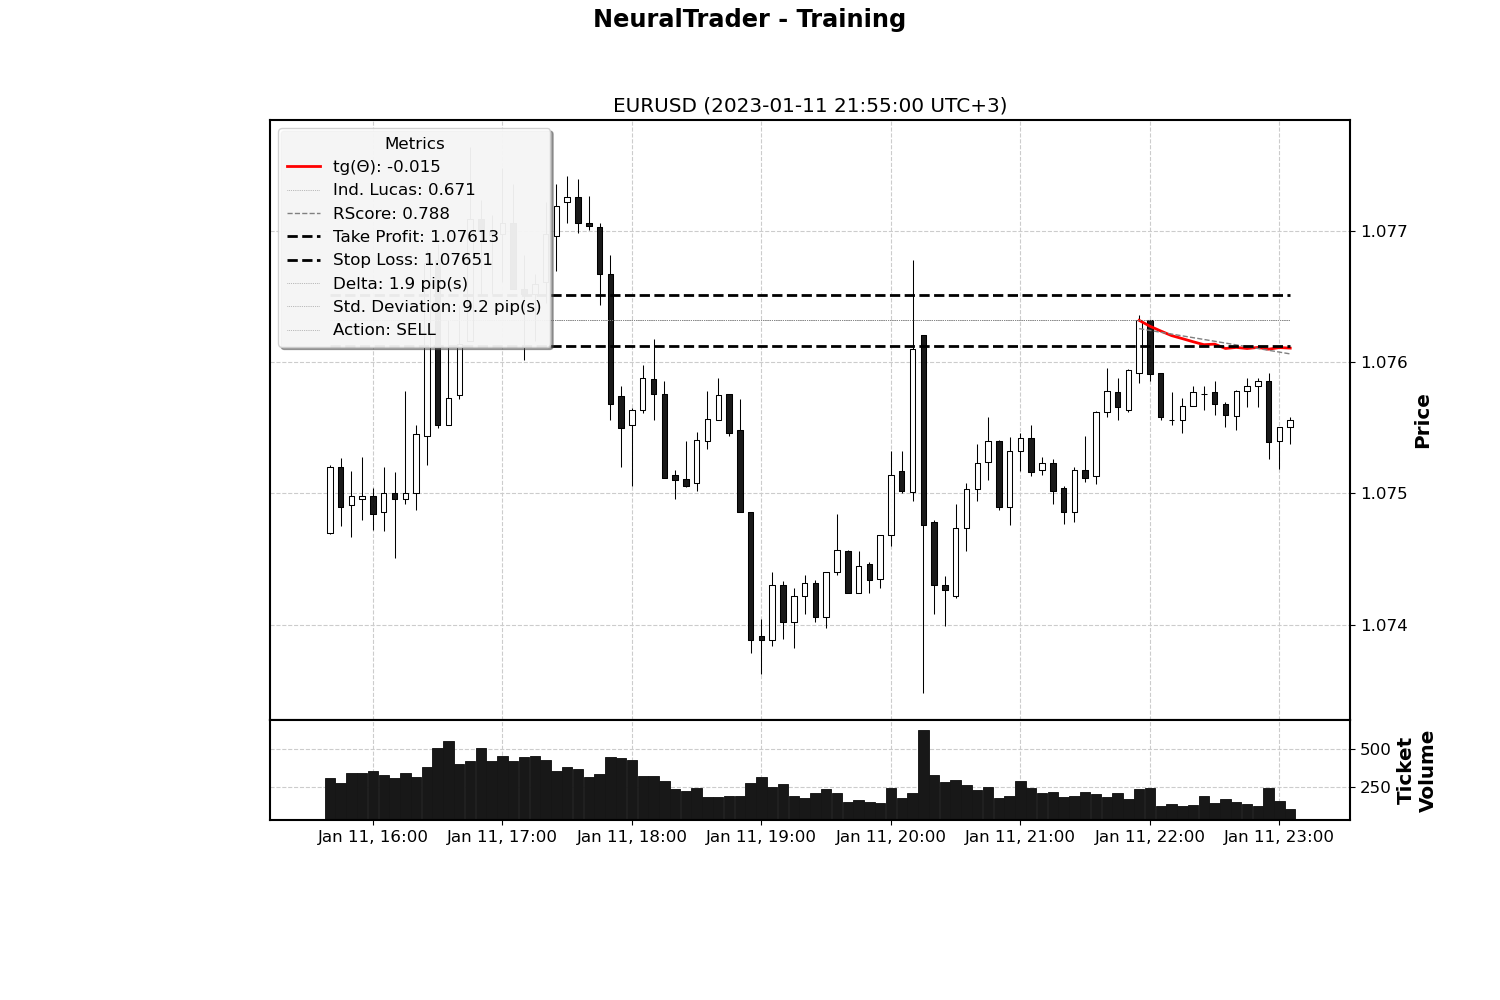 NeuralTrader - Training
EURUSD (2023-01-11 21:55:00 UTC+3)
Metrics
tg(Θ): -0.015
Ind. Lucas: 0.671
RScore: 0.788
Take Profit: 1.07613
Stop Loss: 1.07651
Delta: 1.9 pip(s)
Std. Deviation: 9.2 pip(s)
Action: SELL
1.077
1.076
1.075
1.074
Price
500
250
Ticket
Volume
Jan 11, 16:00
Jan 11, 17:00
Jan 11, 18:00
Jan 11, 19:00
Jan 11, 20:00
Jan 11, 21:00
Jan 11, 22:00
Jan 11, 23:00